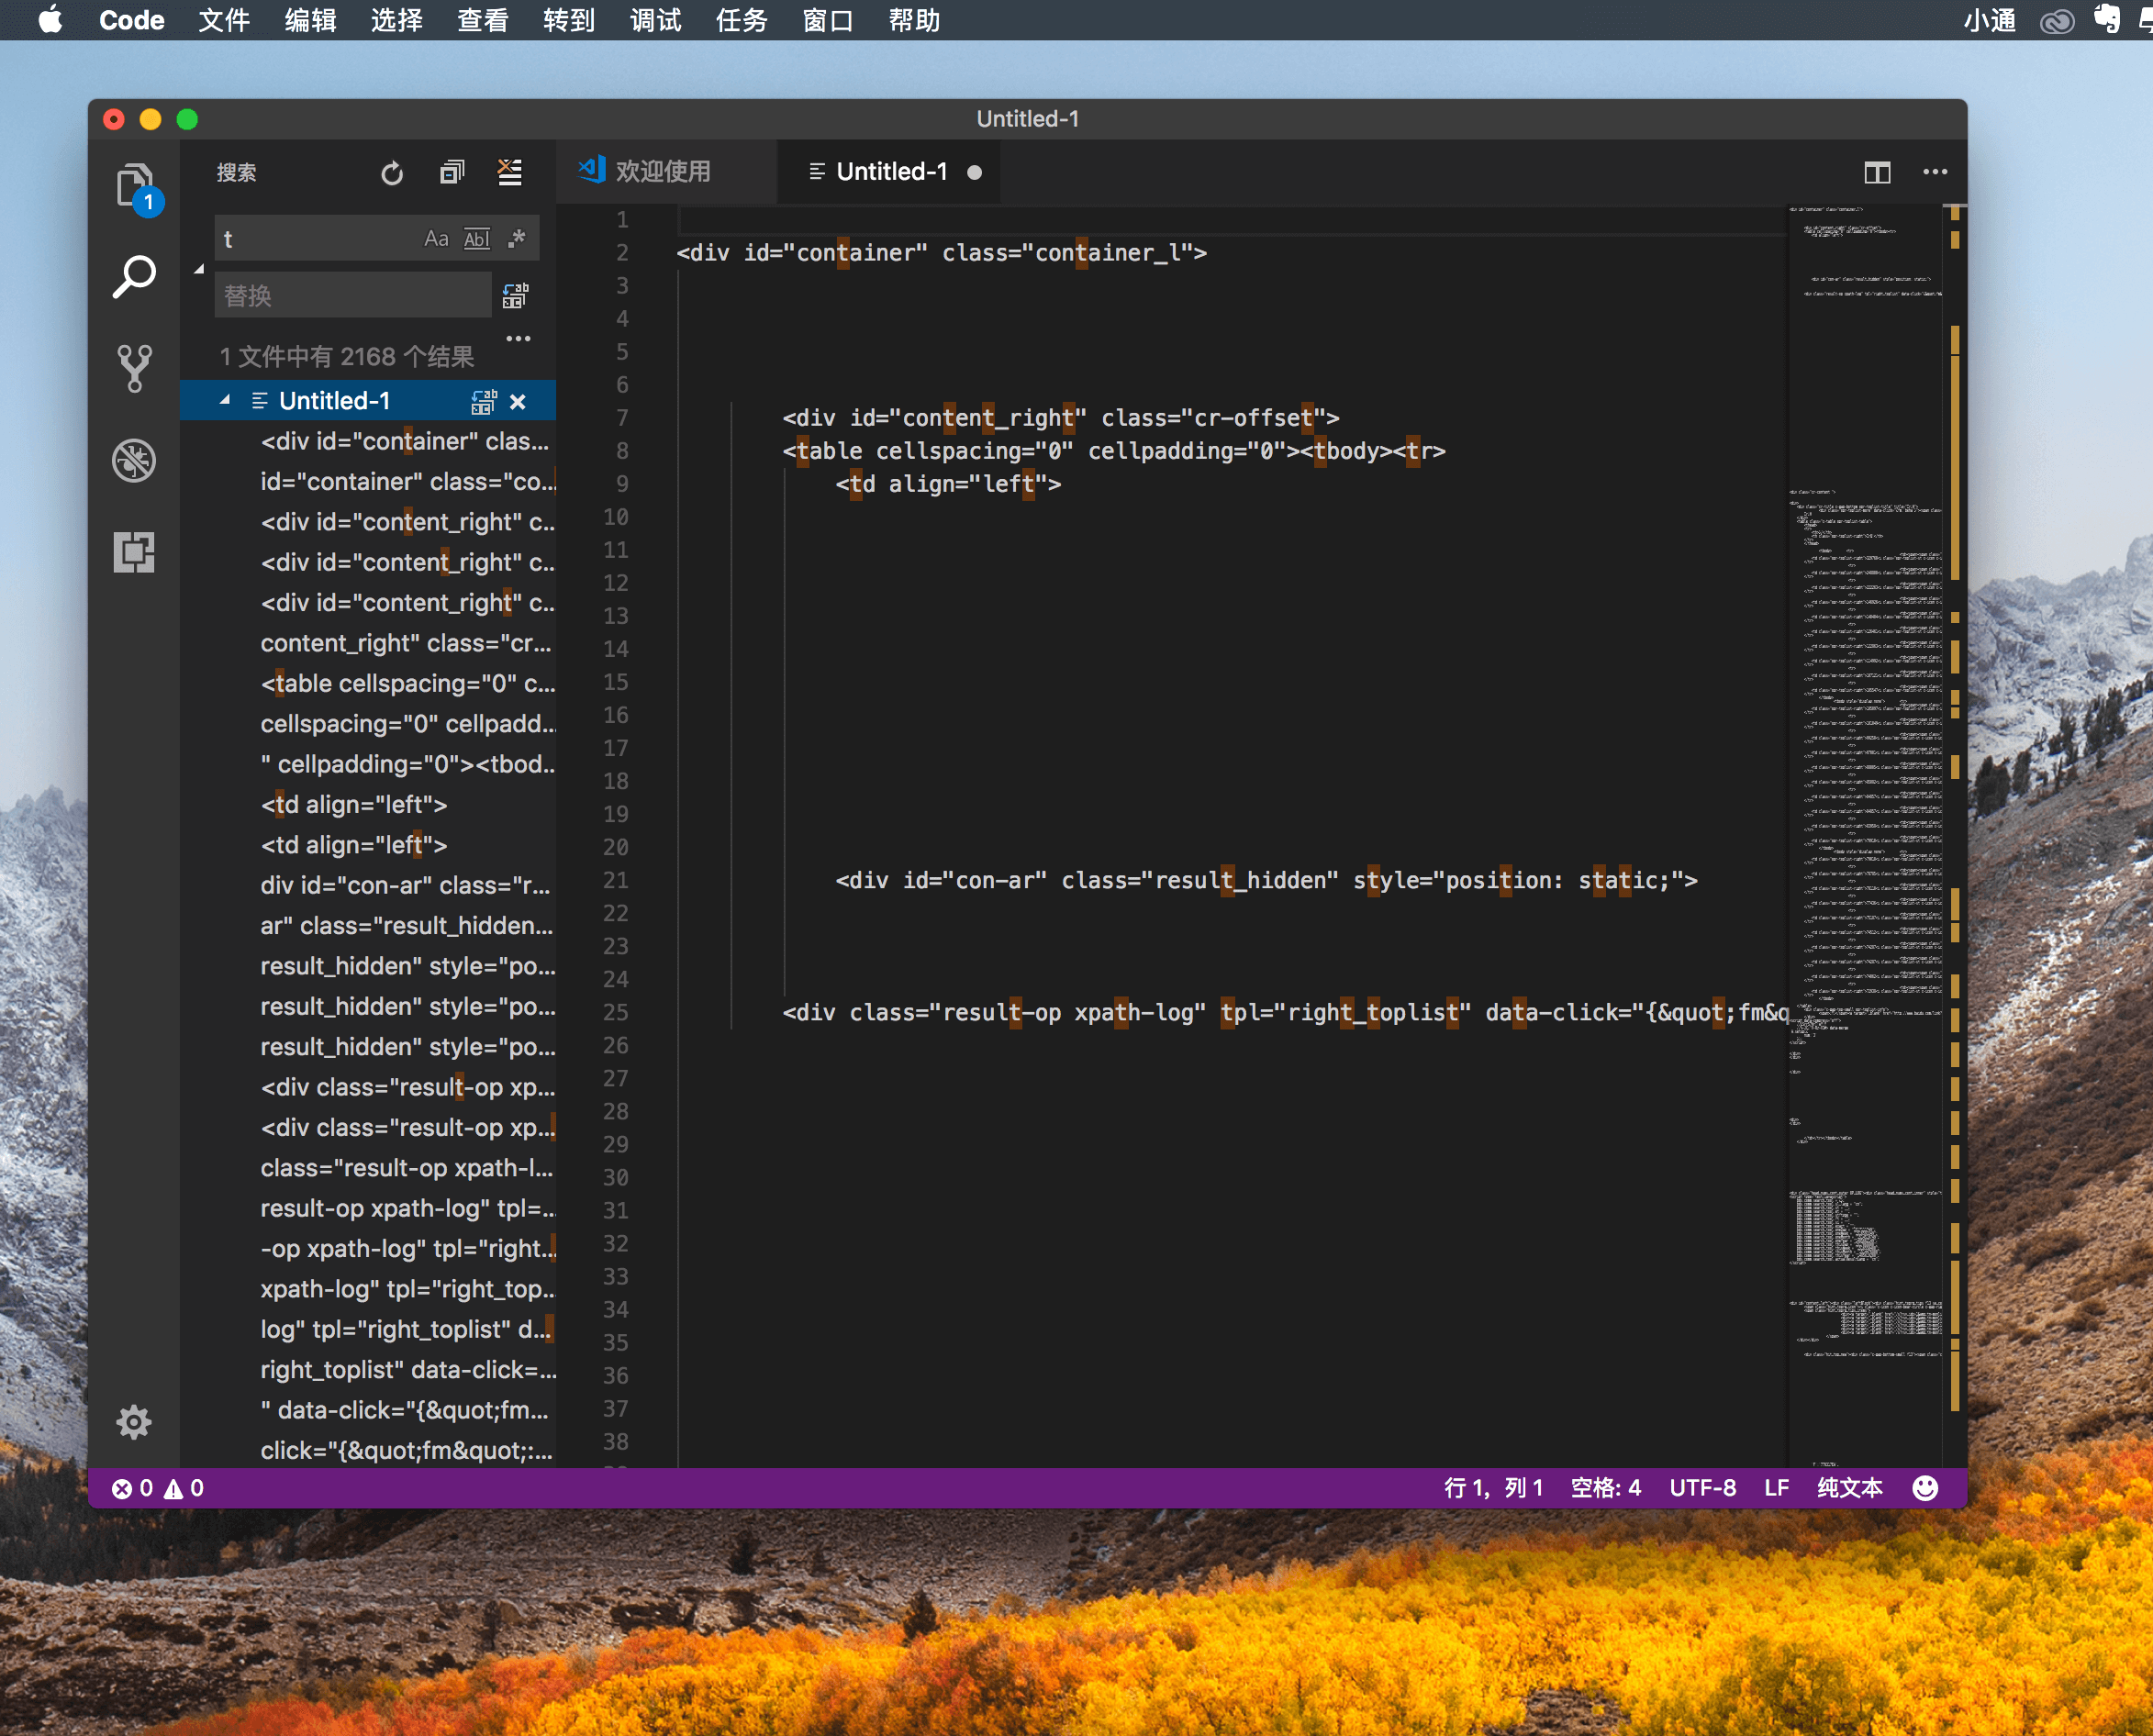 Code 文件 编辑 选择 查看 转到 调试 任务 窗口 帮助 小通
Untitled-1
搜索
欢迎使用
Untitled-1
1
t
Aa Abl .*
替换
1 文件中有 2168 个结果
Untitled-1
<div id="container" clas...
id="container" class="co...
<div id="content_right" c...
<div id="content_right" c...
<div id="content_right" c...
content_right" class="cr...
<table cellspacing="0" c...
cellspacing="0" cellpadd...
" cellpadding="0"><tbod...
<td align="left">
<td align="left">
div id="con-ar" class="r...
ar" class="result_hidden...
result_hidden" style="po...
result_hidden" style="po...
result_hidden" style="po...
<div class="result-op xp...
<div class="result-op xp...
class="result-op xpath-l...
result-op xpath-log" tpl=...
-op xpath-log" tpl="right...
xpath-log" tpl="right_top...
log" tpl="right_toplist" d...
right_toplist" data-click=...
" data-click="{&quot;fm...
click="{&quot;fm&quot;:...
1
2 <div id="container" class="container_l">
3
4
5
6
7 <div id="content_right" class="cr-offset">
8 <table cellspacing="0" cellpadding="0"><tbody><tr>
9 <td align="left">
10
11
12
13
14
15
16
17
18
19
20
21 <div id="con-ar" class="result_hidden" style="position: static;">
22
23
24
25 <div class="result-op xpath-log" tpl="right_toplist" data-click="{&quot;fm&q
26
27
28
29
30
31
32
33
34
35
36
37
38
0 0
行 1，列 1 空格: 4 UTF-8 LF 纯文本